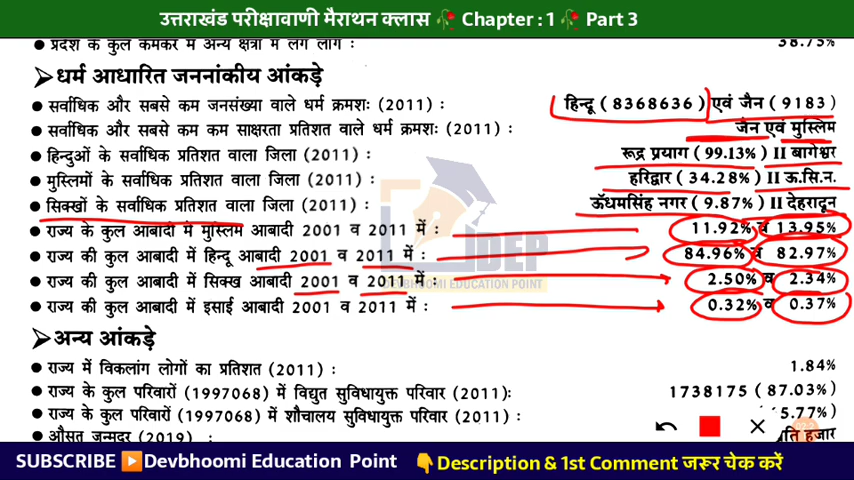 उत्तराखंड परीक्षावाणी मैराथन क्लास 🥀 Chapter : 1 🥀 Part 3
● प्रदेश के कुल कर्मकर में अन्य क्षेत्रों में लगे लोग : 38.75%
➢ धर्म आधारित जननांकीय आंकड़े
● सर्वाधिक और सबसे कम जनसंख्या वाले धर्म क्रमशः (2011) : हिन्दू (8368636) एवं जैन (9183)
● सर्वाधिक और सबसे कम कम साक्षरता प्रतिशत वाले धर्म क्रमशः (2011) : जैन एवं मुस्लिम
● हिन्दुओं के सर्वाधिक प्रतिशत वाला जिला (2011) : रूद्र प्रयाग (99.13%) II बागेश्वर
● मुस्लिमों के सर्वाधिक प्रतिशत वाला जिला (2011) : हरिद्वार (34.28%) II ऊ.सि.न.
● सिक्खों के सर्वाधिक प्रतिशत वाला जिला (2011) : ऊॅधमसिंह नगर (9.87%) II देहरादून
● राज्य के कुल आबादी में मुस्लिम आबादी 2001 व 2011 में : 11.92% व 13.95%
● राज्य की कुल आबादी में हिन्दू आबादी 2001 व 2011 में : 84.96% व 82.97%
● राज्य की कुल आबादी में सिक्ख आबादी 2001 व 2011 में : 2.50% व 2.34%
● राज्य की कुल आबादी में इसाई आबादी 2001 व 2011 में : 0.32% व 0.37%
IDEP
DEVBHOOMI EDUCATION POINT
➢ अन्य आंकड़े
● राज्य में विकलांग लोगों का प्रतिशत (2011) : 1.84%
● राज्य के कुल परिवारों (1997068) में विद्युत सुविधायुक्त परिवार (2011): 1738175 (87.03%)
● राज्य के कुल परिवारों (1997068) में शौचालय सुविधायुक्त परिवार (2011) : 5.77%)
● औसत जन्मदर (2019) : प्रति हजार
SUBSCRIBE ▶️Devbhoomi Education Point 👇Description & 1st Comment जरूर चेक करें